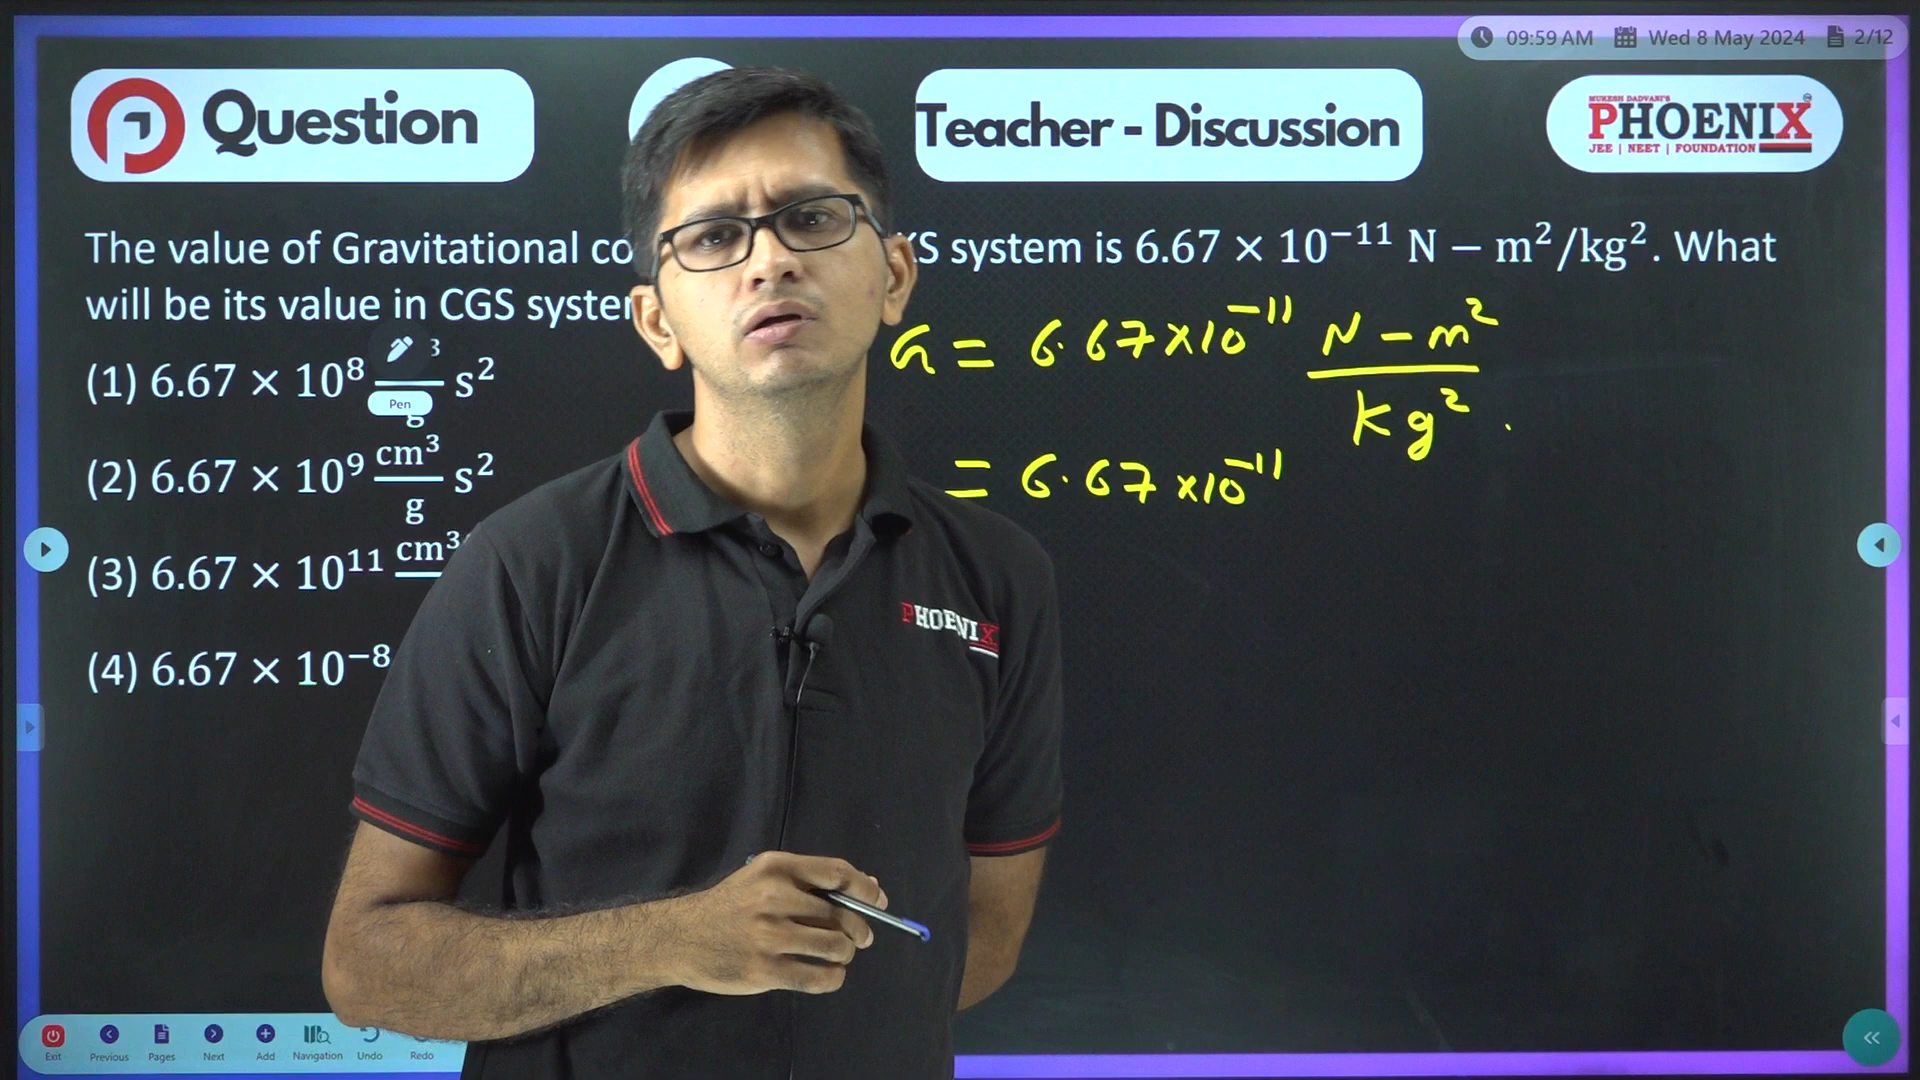 09:59 AM Wed 8 May 2024 2/12
Question
Teacher - Discussion
MUKESH DADVANI'S
PHOENIX
JEE | NEET | FOUNDATION
The value of Gravitational co KS system is 6.67 × 10⁻¹¹ N – m²/kg². What
will be its value in CGS syster
(1) 6.67 × 10⁸ ³/g s²
Pen
(2) 6.67 × 10⁹ cm³/g s²
(3) 6.67 × 10¹¹ cm³
(4) 6.67 × 10⁻⁸
G = 6.67×10⁻¹¹ N – m²/Kg².
= 6.67×10⁻¹¹
PHOENIX
Exit Previous Pages Next Add Navigation Undo Redo